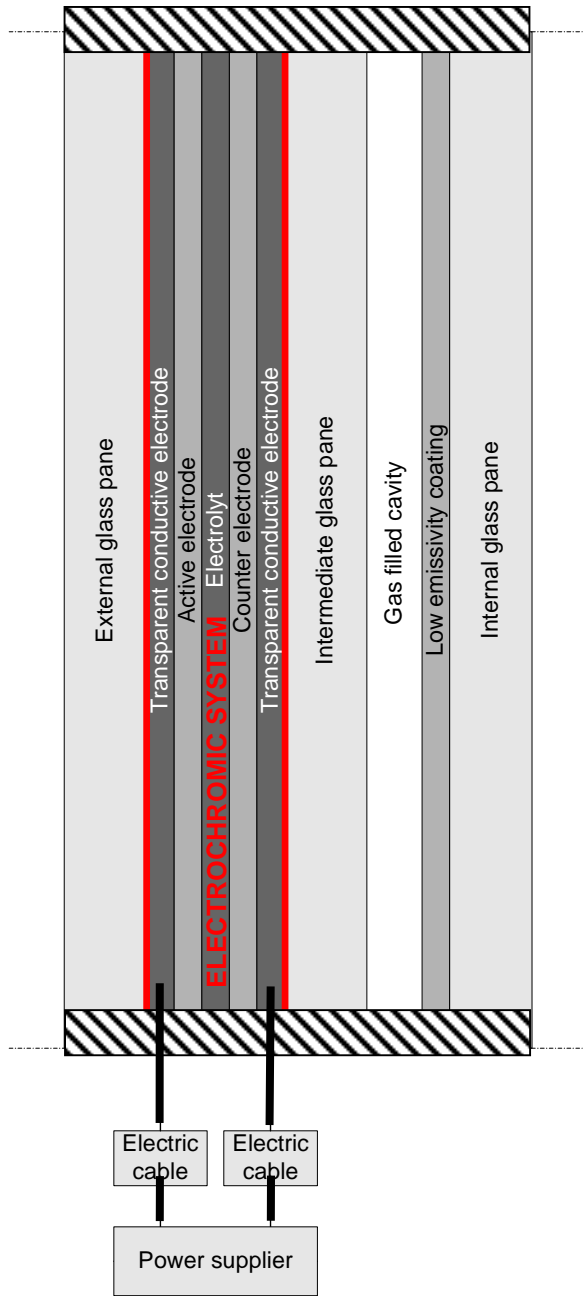 External glass pane
Transparent conductive electrode
Active electrode
Electrolyt
ELECTROCHROMIC SYSTEM
Counter electrode
Transparent conductive electrode
Intermediate glass pane
Gas filled cavity
Low emissivity coating
Internal glass pane
Electric
cable
Electric
cable
Power supplier